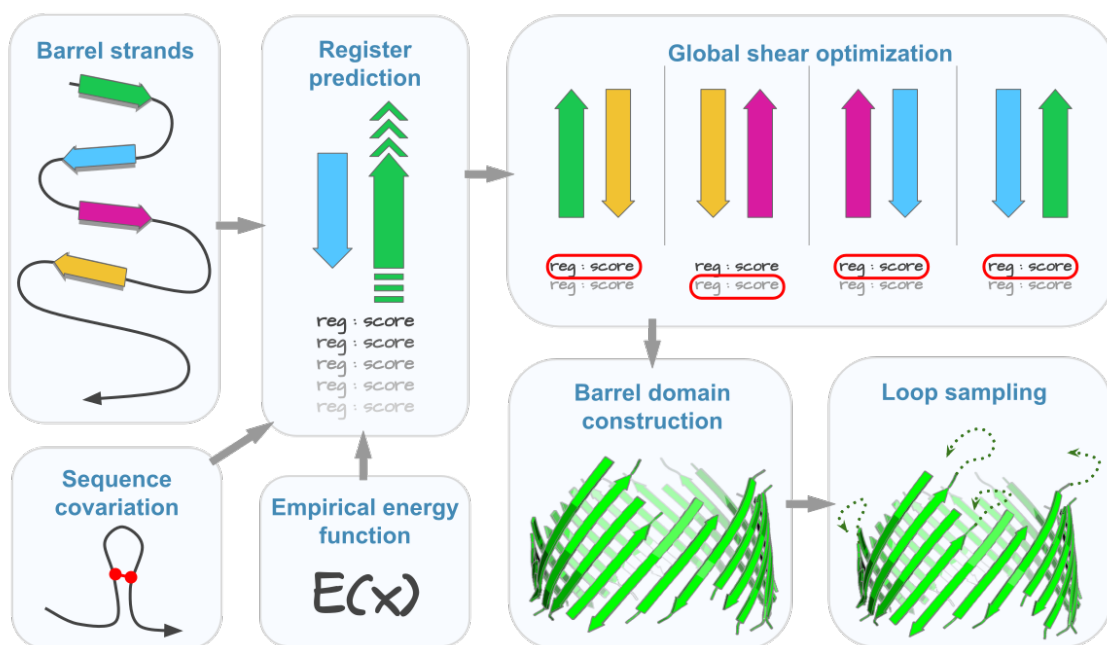 Barrel strands
Register
prediction
reg : score
reg : score
reg : score
reg : score
reg : score
Global shear optimization
reg : score
reg : score
reg : score
reg : score
reg : score
reg : score
reg : score
reg : score
Sequence
covariation
Empirical energy
function
E(x)
Barrel domain
construction
Loop sampling